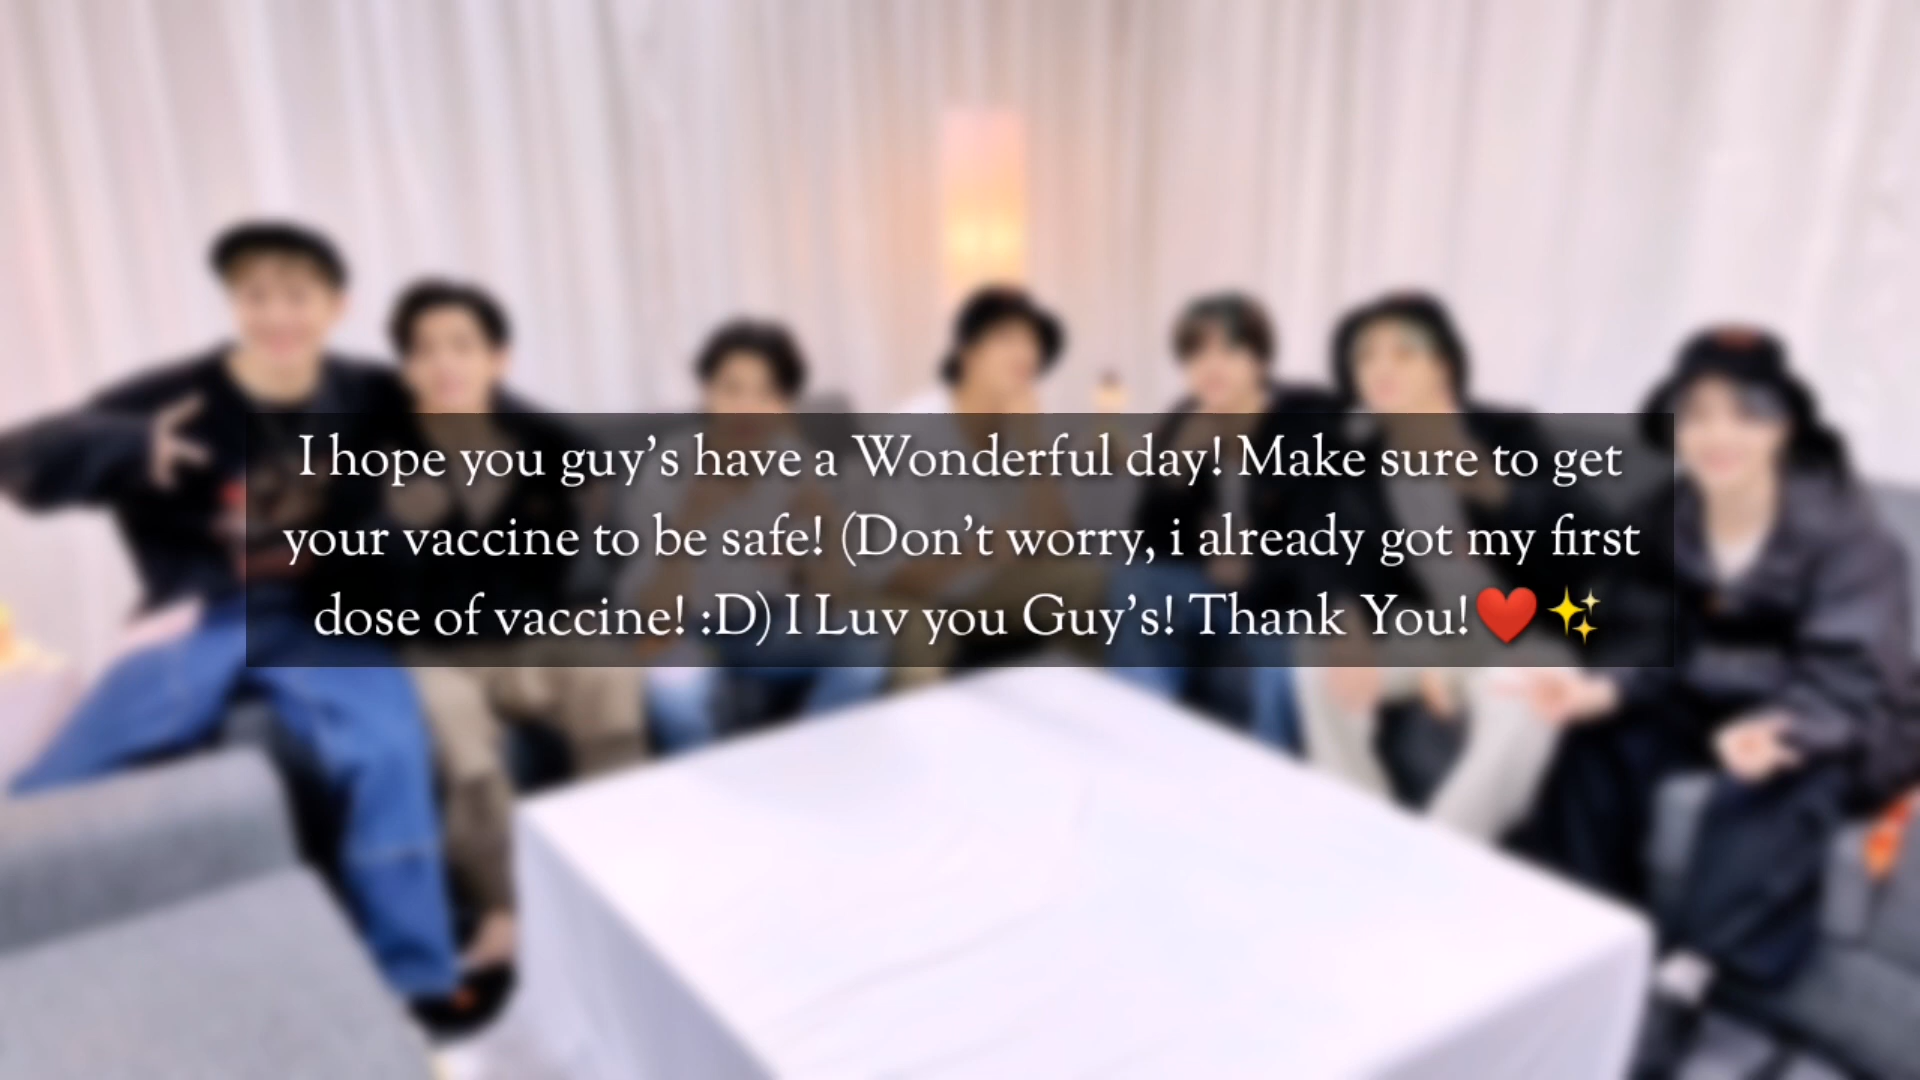 I hope you guy’s have a Wonderful day! Make sure to get
your vaccine to be safe! (Don’t worry, i already got my first
dose of vaccine! :D) I Luv you Guy’s! Thank You!❤️✨